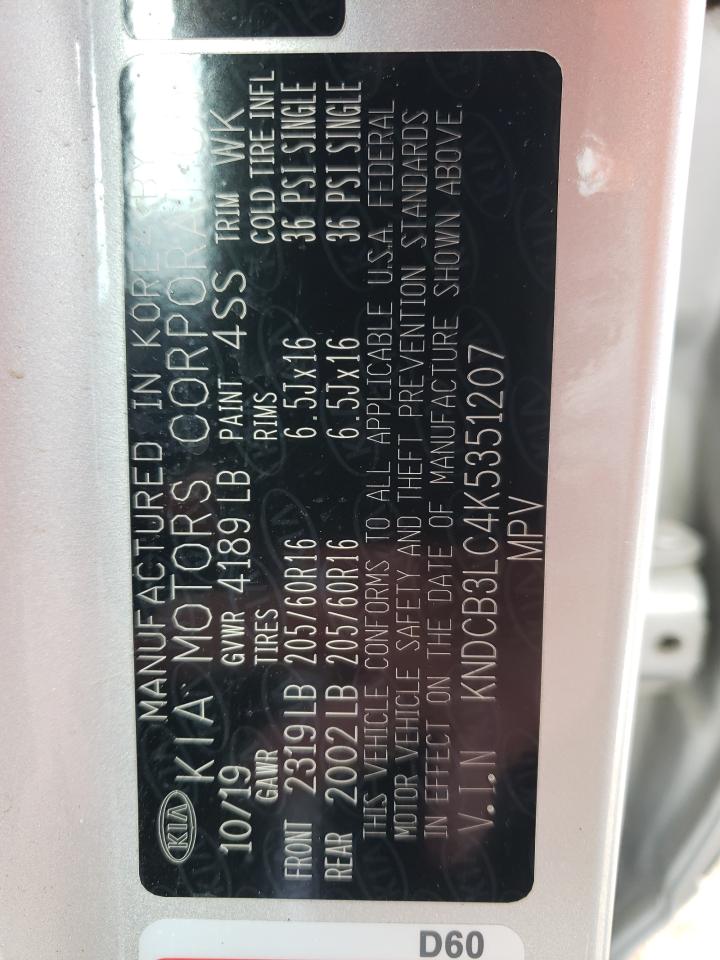 MANUFACTURED IN KOREA BY
KIA KIA MOTORS CORPORATION
10/19 GVWR 4189 LB PAINT 4SS TRIM WK
GAWR TIRES RIMS COLD TIRE.INFL
FRONT 2319 LB 205/60R16 6.5Jx16 36 PSI SINGLE
REAR 2002 LB 205/60R16 6.5Jx16 36 PSI SINGLE
THIS VEHICLE CONFORMS TO ALL APPLICABLE U.S.A. FEDERAL
MOTOR VEHICLE SAFETY AND THEFT PREVENTION STANDARDS
IN EFFECT ON THE DATE OF MANUFACTURE SHOWN ABOVE.
V.I.N KNDCB3LC4K5351207
MPV
D60